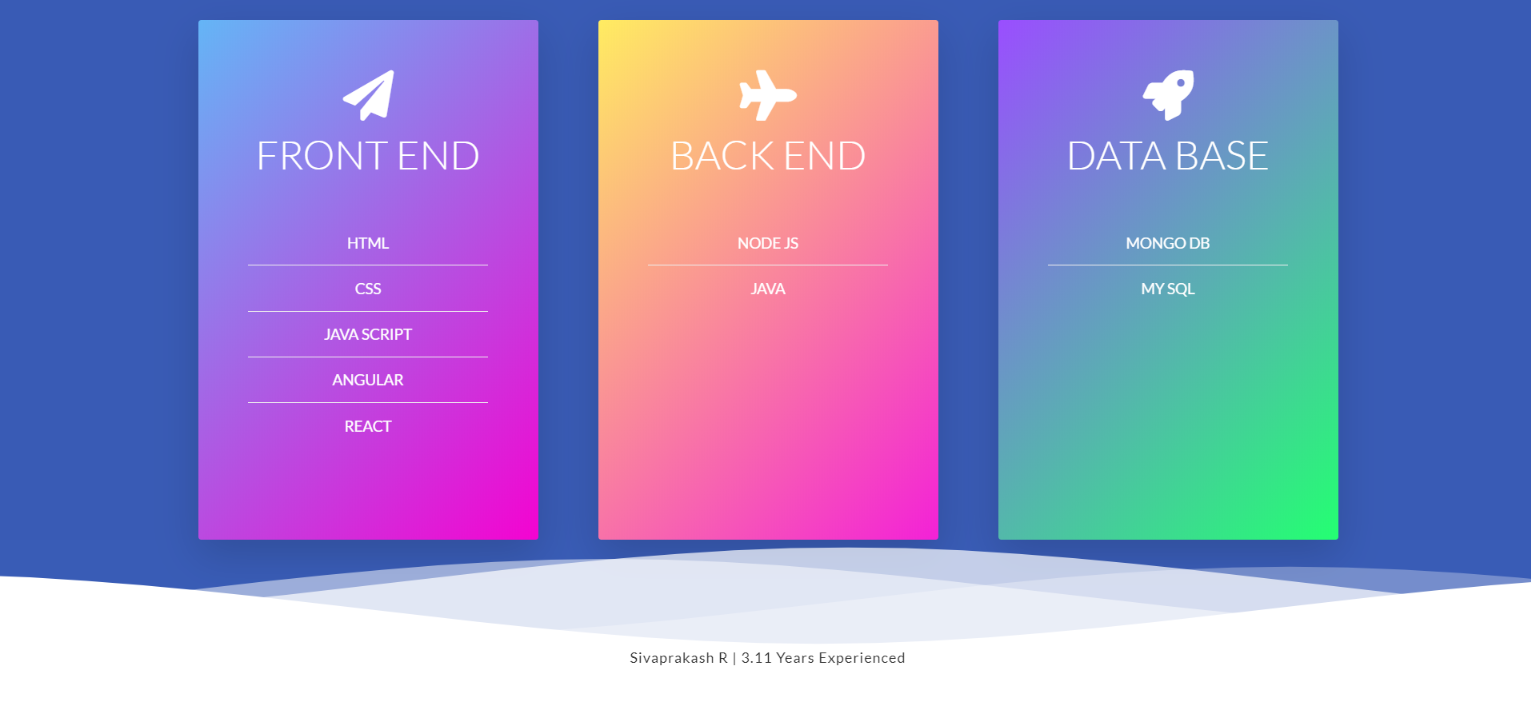 FRONT END
HTML
CSS
JAVA SCRIPT
ANGULAR
REACT
BACK END
NODE JS
JAVA
DATA BASE
MONGO DB
MY SQL
Sivaprakash R | 3.11 Years Experienced